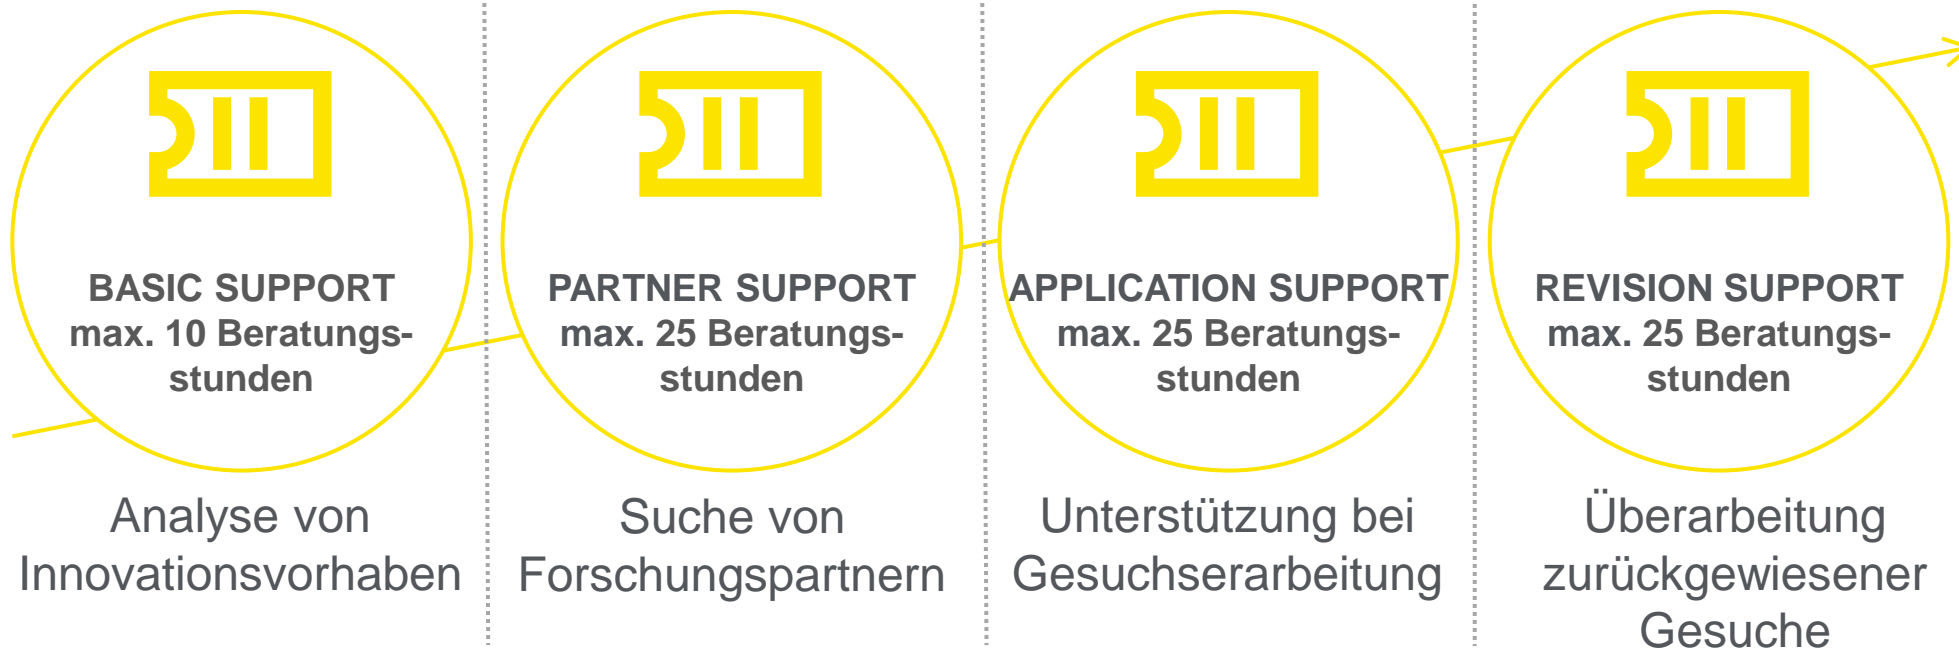 BASIC SUPPORT
max. 10 Beratungs-
stunden
Analyse von
Innovationsvorhaben
PARTNER SUPPORT
max. 25 Beratungs-
stunden
Suche von
Forschungspartnern
APPLICATION SUPPORT
max. 25 Beratungs-
stunden
Unterstützung bei
Gesuchserarbeitung
REVISION SUPPORT
max. 25 Beratungs-
stunden
Überarbeitung
zurückgewiesener
Gesuche